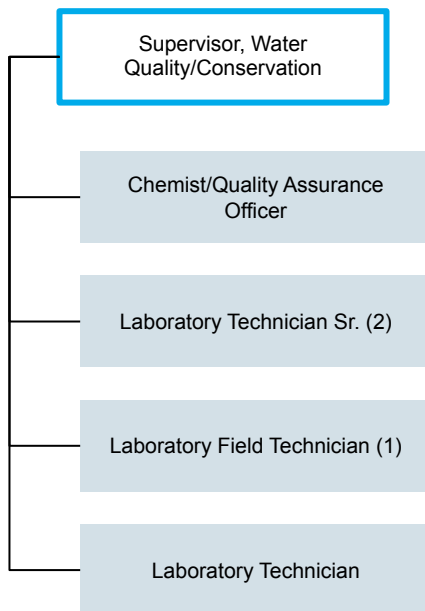 Supervisor, Water
Quality/Conservation
Chemist/Quality Assurance
Officer
Laboratory Technician Sr. (2)
Laboratory Field Technician (1)
Laboratory Technician